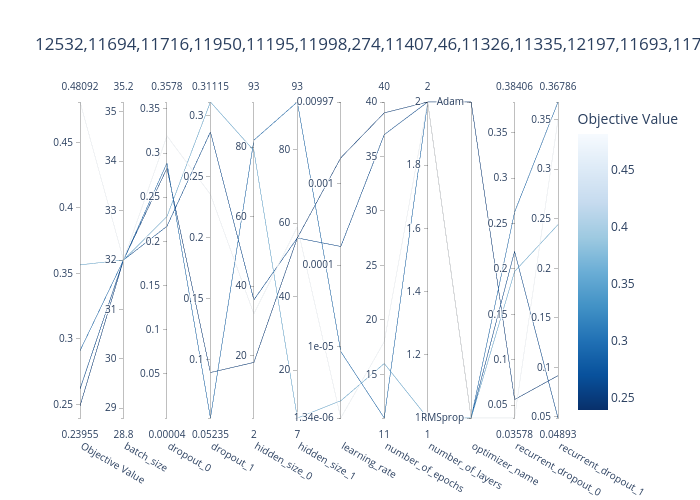 12532,11694,11716,11950,11195,11998,274,11407,46,11326,11335,12197,11693,117
0.48092 35.2 0.3578 0.31115 93 93 0.00997 40 2 Adam 0.38406 0.36786
Objective Value
0.45 0.4 0.35 0.3 0.25
35 34 33 32 31 30 29
0.35 0.3 0.25 0.2 0.15 0.1 0.05
0.3 0.25 0.2 0.15 0.1
80 60 40 20
80 60 40 20
0.001 0.0001 1e-05 1.34e-06
40 35 30 25 20 15
2 1.8 1.6 1.4 1.2 1
RMSprop
0.35 0.3 0.25 0.2 0.15 0.1 0.05
0.35 0.3 0.25 0.2 0.15 0.1 0.05
0.45 0.4 0.35 0.3 0.25
0.23955 28.8 0.00004 0.05235 2 7 11 1 0.03578 0.04893
Objective Value
batch_size
dropout_0
dropout_1
hidden_size_0
hidden_size_1
learning_rate
number_of_epochs
number_of_layers
optimizer_name
recurrent_dropout_0
recurrent_dropout_1